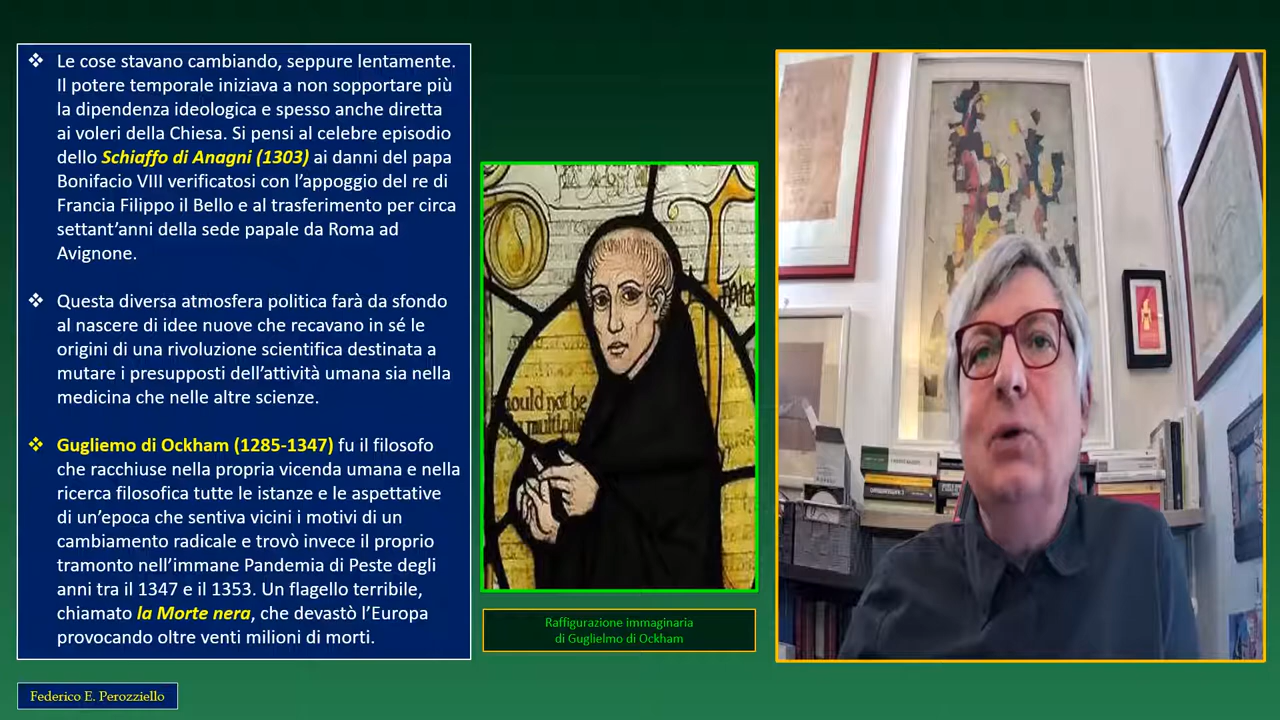 ❖ Le cose stavano cambiando, seppure lentamente.
Il potere temporale iniziava a non sopportare più
la dipendenza ideologica e spesso anche diretta
ai voleri della Chiesa. Si pensi al celebre episodio
dello Schiaffo di Anagni (1303) ai danni del papa
Bonifacio VIII verificatosi con l’appoggio del re di
Francia Filippo il Bello e al trasferimento per circa
settant’anni della sede papale da Roma ad
Avignone.
❖ Questa diversa atmosfera politica farà da sfondo
al nascere di idee nuove che recavano in sé le
origini di una rivoluzione scientifica destinata a
mutare i presupposti dell’attività umana sia nella
medicina che nelle altre scienze.
❖ Gugliemo di Ockham (1285-1347) fu il filosofo
che racchiuse nella propria vicenda umana e nella
ricerca filosofica tutte le istanze e le aspettative
di un’epoca che sentiva vicini i motivi di un
cambiamento radicale e trovò invece il proprio
tramonto nell’immane Pandemia di Peste degli
anni tra il 1347 e il 1353. Un flagello terribile,
chiamato la Morte nera, che devastò l’Europa
provocando oltre venti milioni di morti.
ould not be
multipli
Raffigurazione immaginaria
di Guglielmo di Ockham
Federico E. Perozziello